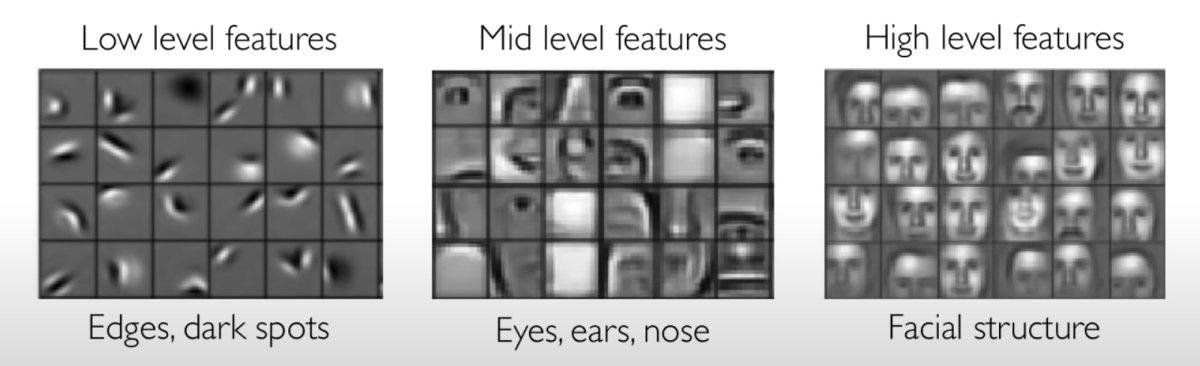 Low level features
Mid level features
High level features
Edges, dark spots
Eyes, ears, nose
Facial structure